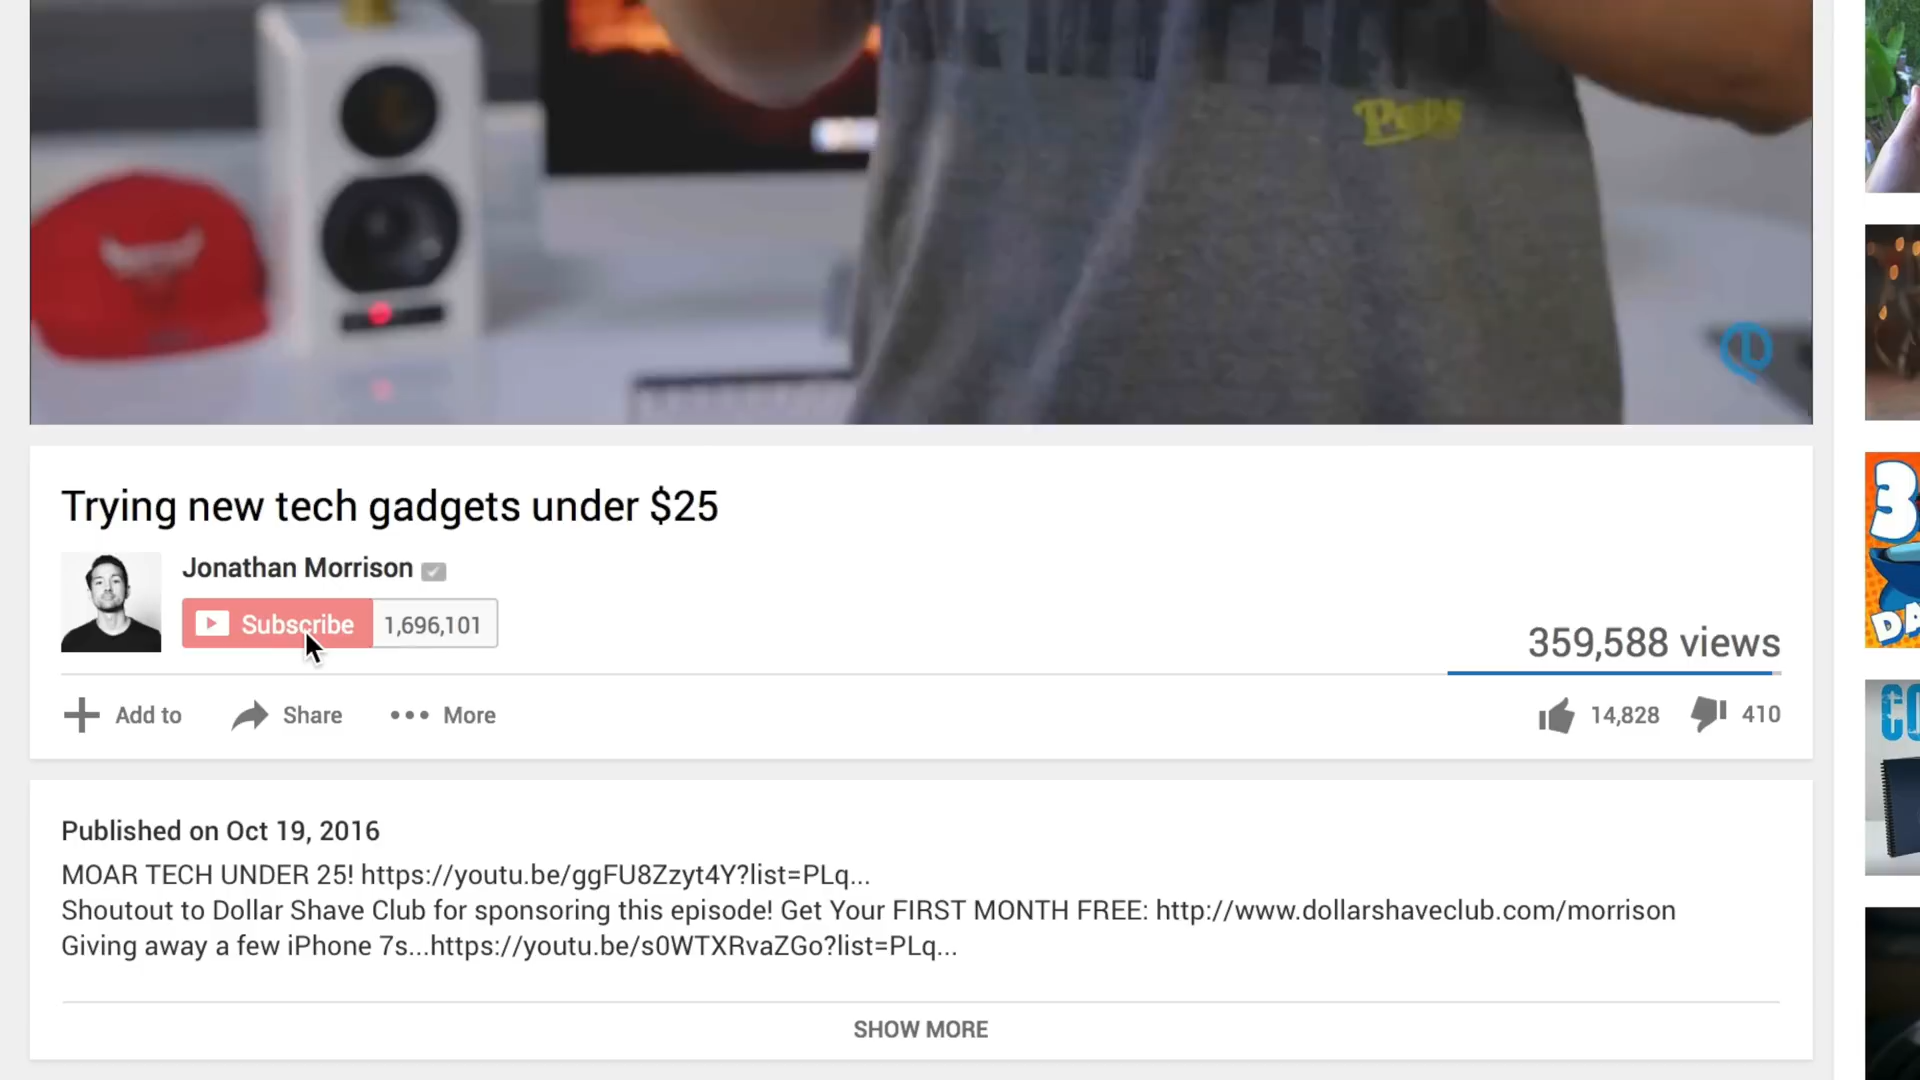 Trying new tech gadgets under $25
Jonathan Morrison
Subscribe 1,696,101
359,588 views
Add to Share More 14,828 410
Published on Oct 19, 2016
MOAR TECH UNDER 25! https://youtu.be/ggFU8Zzyt4Y?list=PLq...
Shoutout to Dollar Shave Club for sponsoring this episode! Get Your FIRST MONTH FREE: http://www.dollarshaveclub.com/morrison
Giving away a few iPhone 7s...https://youtu.be/s0WTXRvaZGo?list=PLq...
SHOW MORE
3
DA
CO